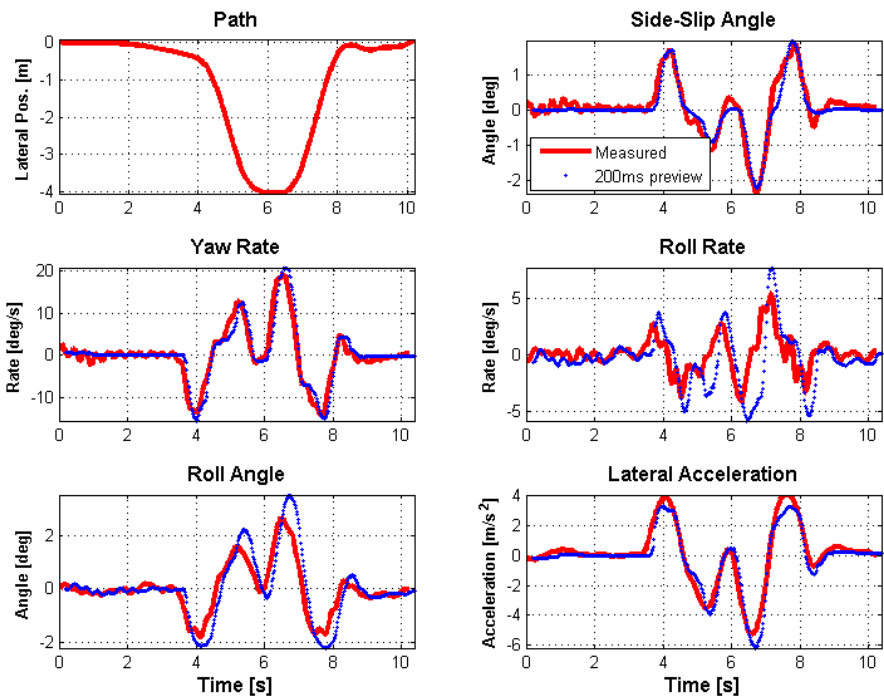 Path
Lateral Pos. [m]
0
-1
-2
-3
-4
0 2 4 6 8 10
Side-Slip Angle
Angle [deg]
1
0
-1
-2
Measured
200ms preview
0 2 4 6 8 10
Yaw Rate
Rate [deg/s]
20
10
0
-10
0 2 4 6 8 10
Roll Rate
Rate [deg/s]
5
0
-5
0 2 4 6 8 10
Roll Angle
Angle [deg]
2
0
-2
0 2 4 6 8 10
Time [s]
Lateral Acceleration
Acceleration [m/s²]
4
2
0
-2
-4
-6
0 2 4 6 8 10
Time [s]